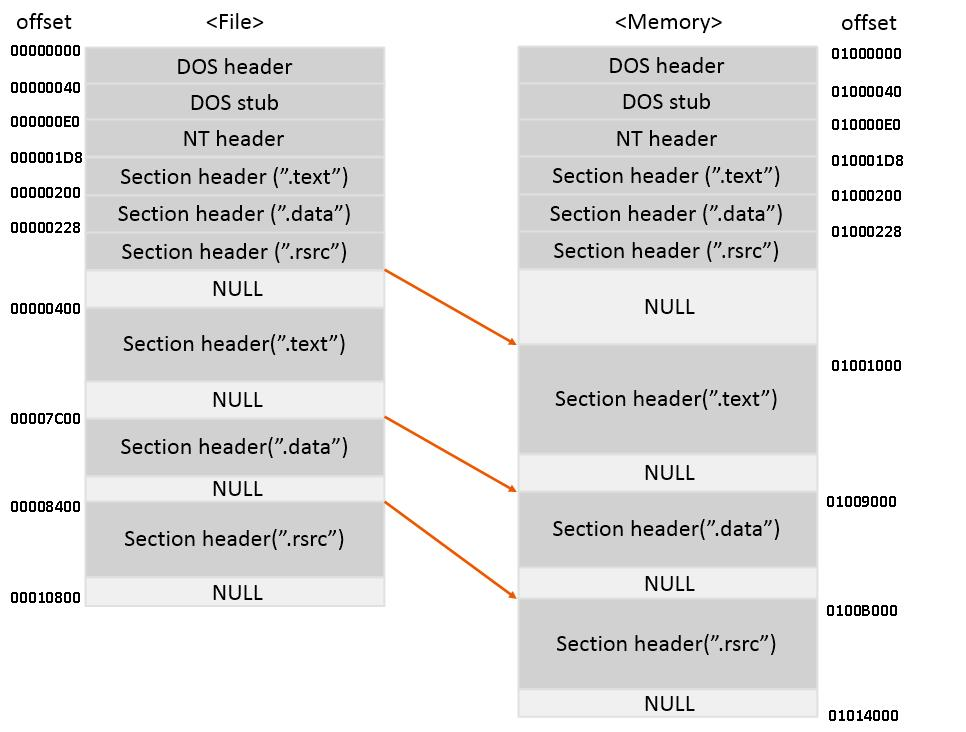 offset <File> <Memory> offset
00000000
DOS header
00000040
DOS stub
000000E0
NT header
000001D8
Section header (”.text”)
00000200
Section header (”.data”)
00000228
Section header (”.rsrc”)
NULL
00000400
Section header(”.text”)
NULL
00007C00
Section header(”.data”)
NULL
00008400
Section header(”.rsrc”)
NULL
00010800
01000000
DOS header
01000040
DOS stub
010000E0
NT header
010001D8
Section header (”.text”)
01000200
Section header (”.data”)
01000228
Section header (”.rsrc”)
NULL
01001000
Section header(”.text”)
NULL
01009000
Section header(”.data”)
NULL
0100B000
Section header(”.rsrc”)
NULL
01014000